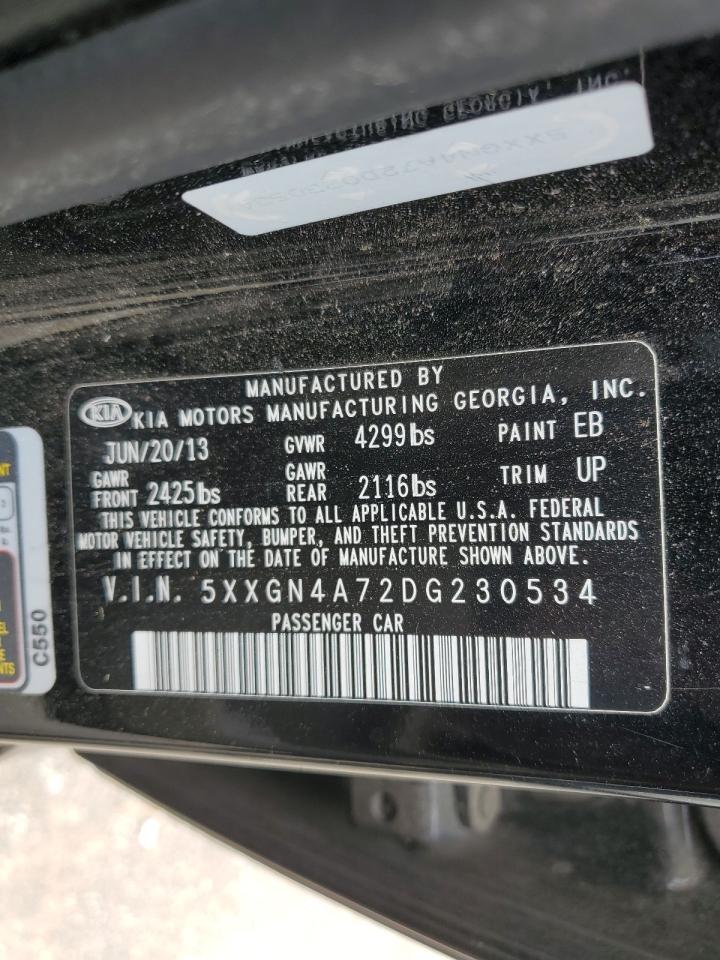 MANUFACTURED BY
KIA KIA MOTORS MANUFACTURING GEORGIA, INC.
JUN/20/13 GVWR 4299lbs PAINT EB
GAWR FRONT 2425lbs GAWR REAR 2116lbs TRIM UP
THIS VEHICLE CONFORMS TO ALL APPLICABLE U.S.A. FEDERAL
MOTOR VEHICLE SAFETY, BUMPER, AND THEFT PREVENTION STANDARDS
IN EFFECT ON THE DATE OF MANUFACTURE SHOWN ABOVE.
V.I.N. 5XXGN4A72DG230534
PASSENGER CAR
C550